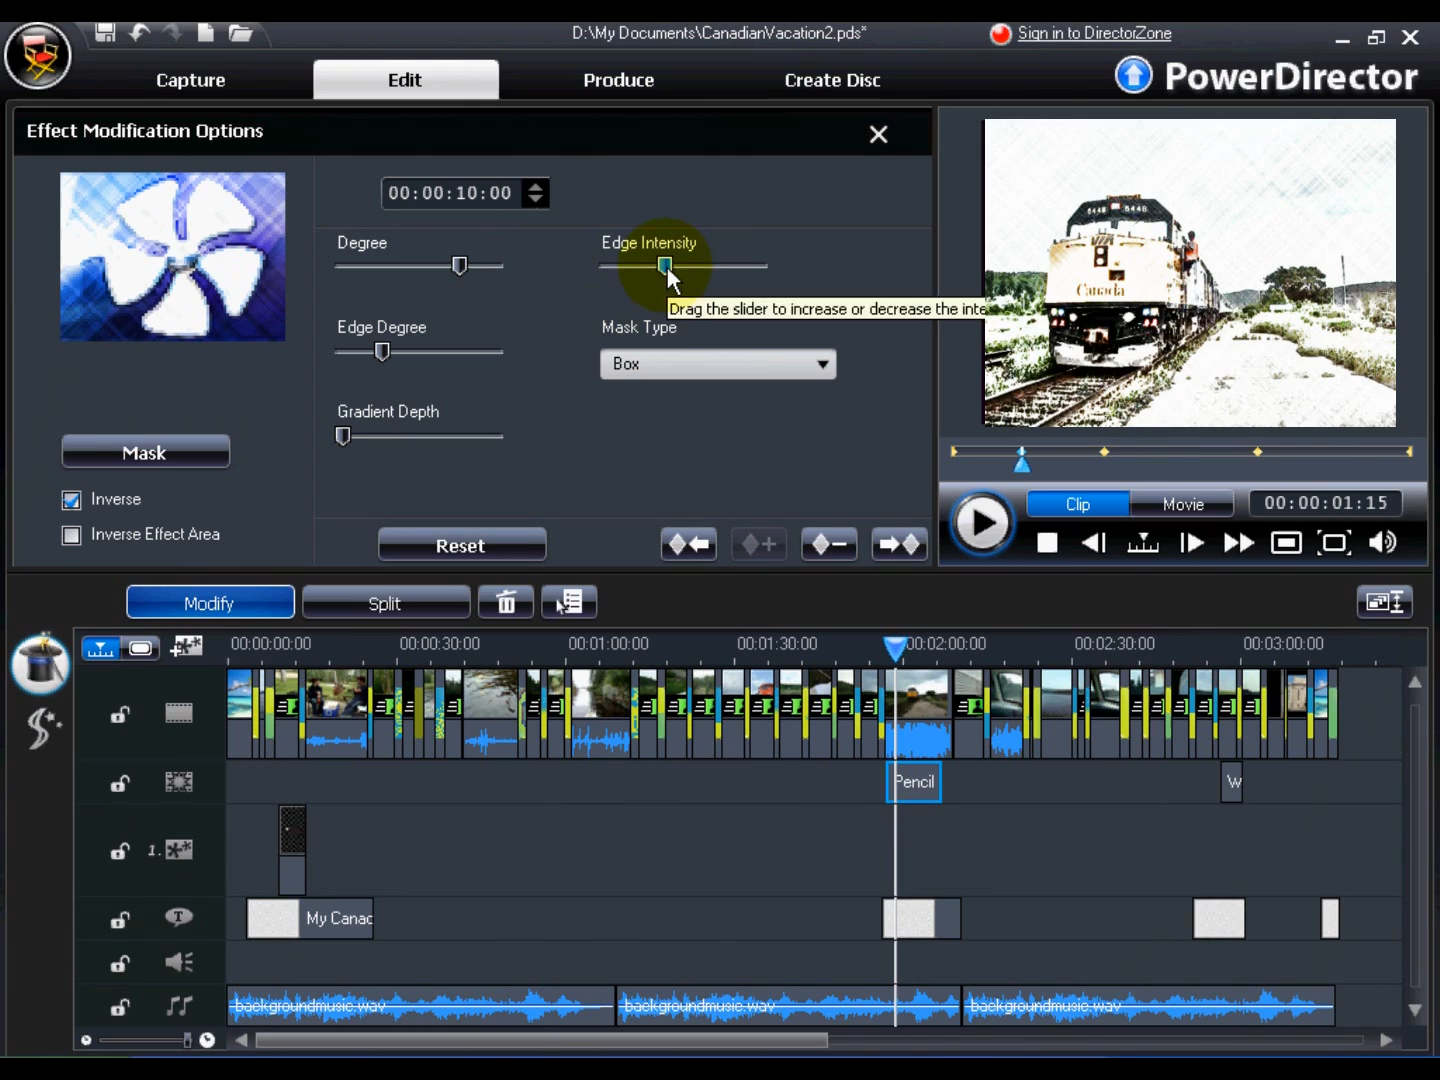 D:\My Documents\CanadianVacation2.pds*
Sign in to DirectorZone
Capture
Edit
Produce
Create Disc
PowerDirector
Effect Modification Options
00:00:10:00
Degree
Edge Intensity
Drag the slider to increase or decrease the inte
Edge Degree
Mask Type
Box
Gradient Depth
Mask
Inverse
Inverse Effect Area
Reset
6448
6448
Canada
Clip
Movie
00:00:01:15
Modify
Split
00:00:00:00
00:00:30:00
00:01:00:00
00:01:30:00
00:02:00:00
00:02:30:00
00:03:00:00
Pencil
W
1.
T
My Canad
backgroundmusic.wav
backgroundmusic.wav
backgroundmusic.wav